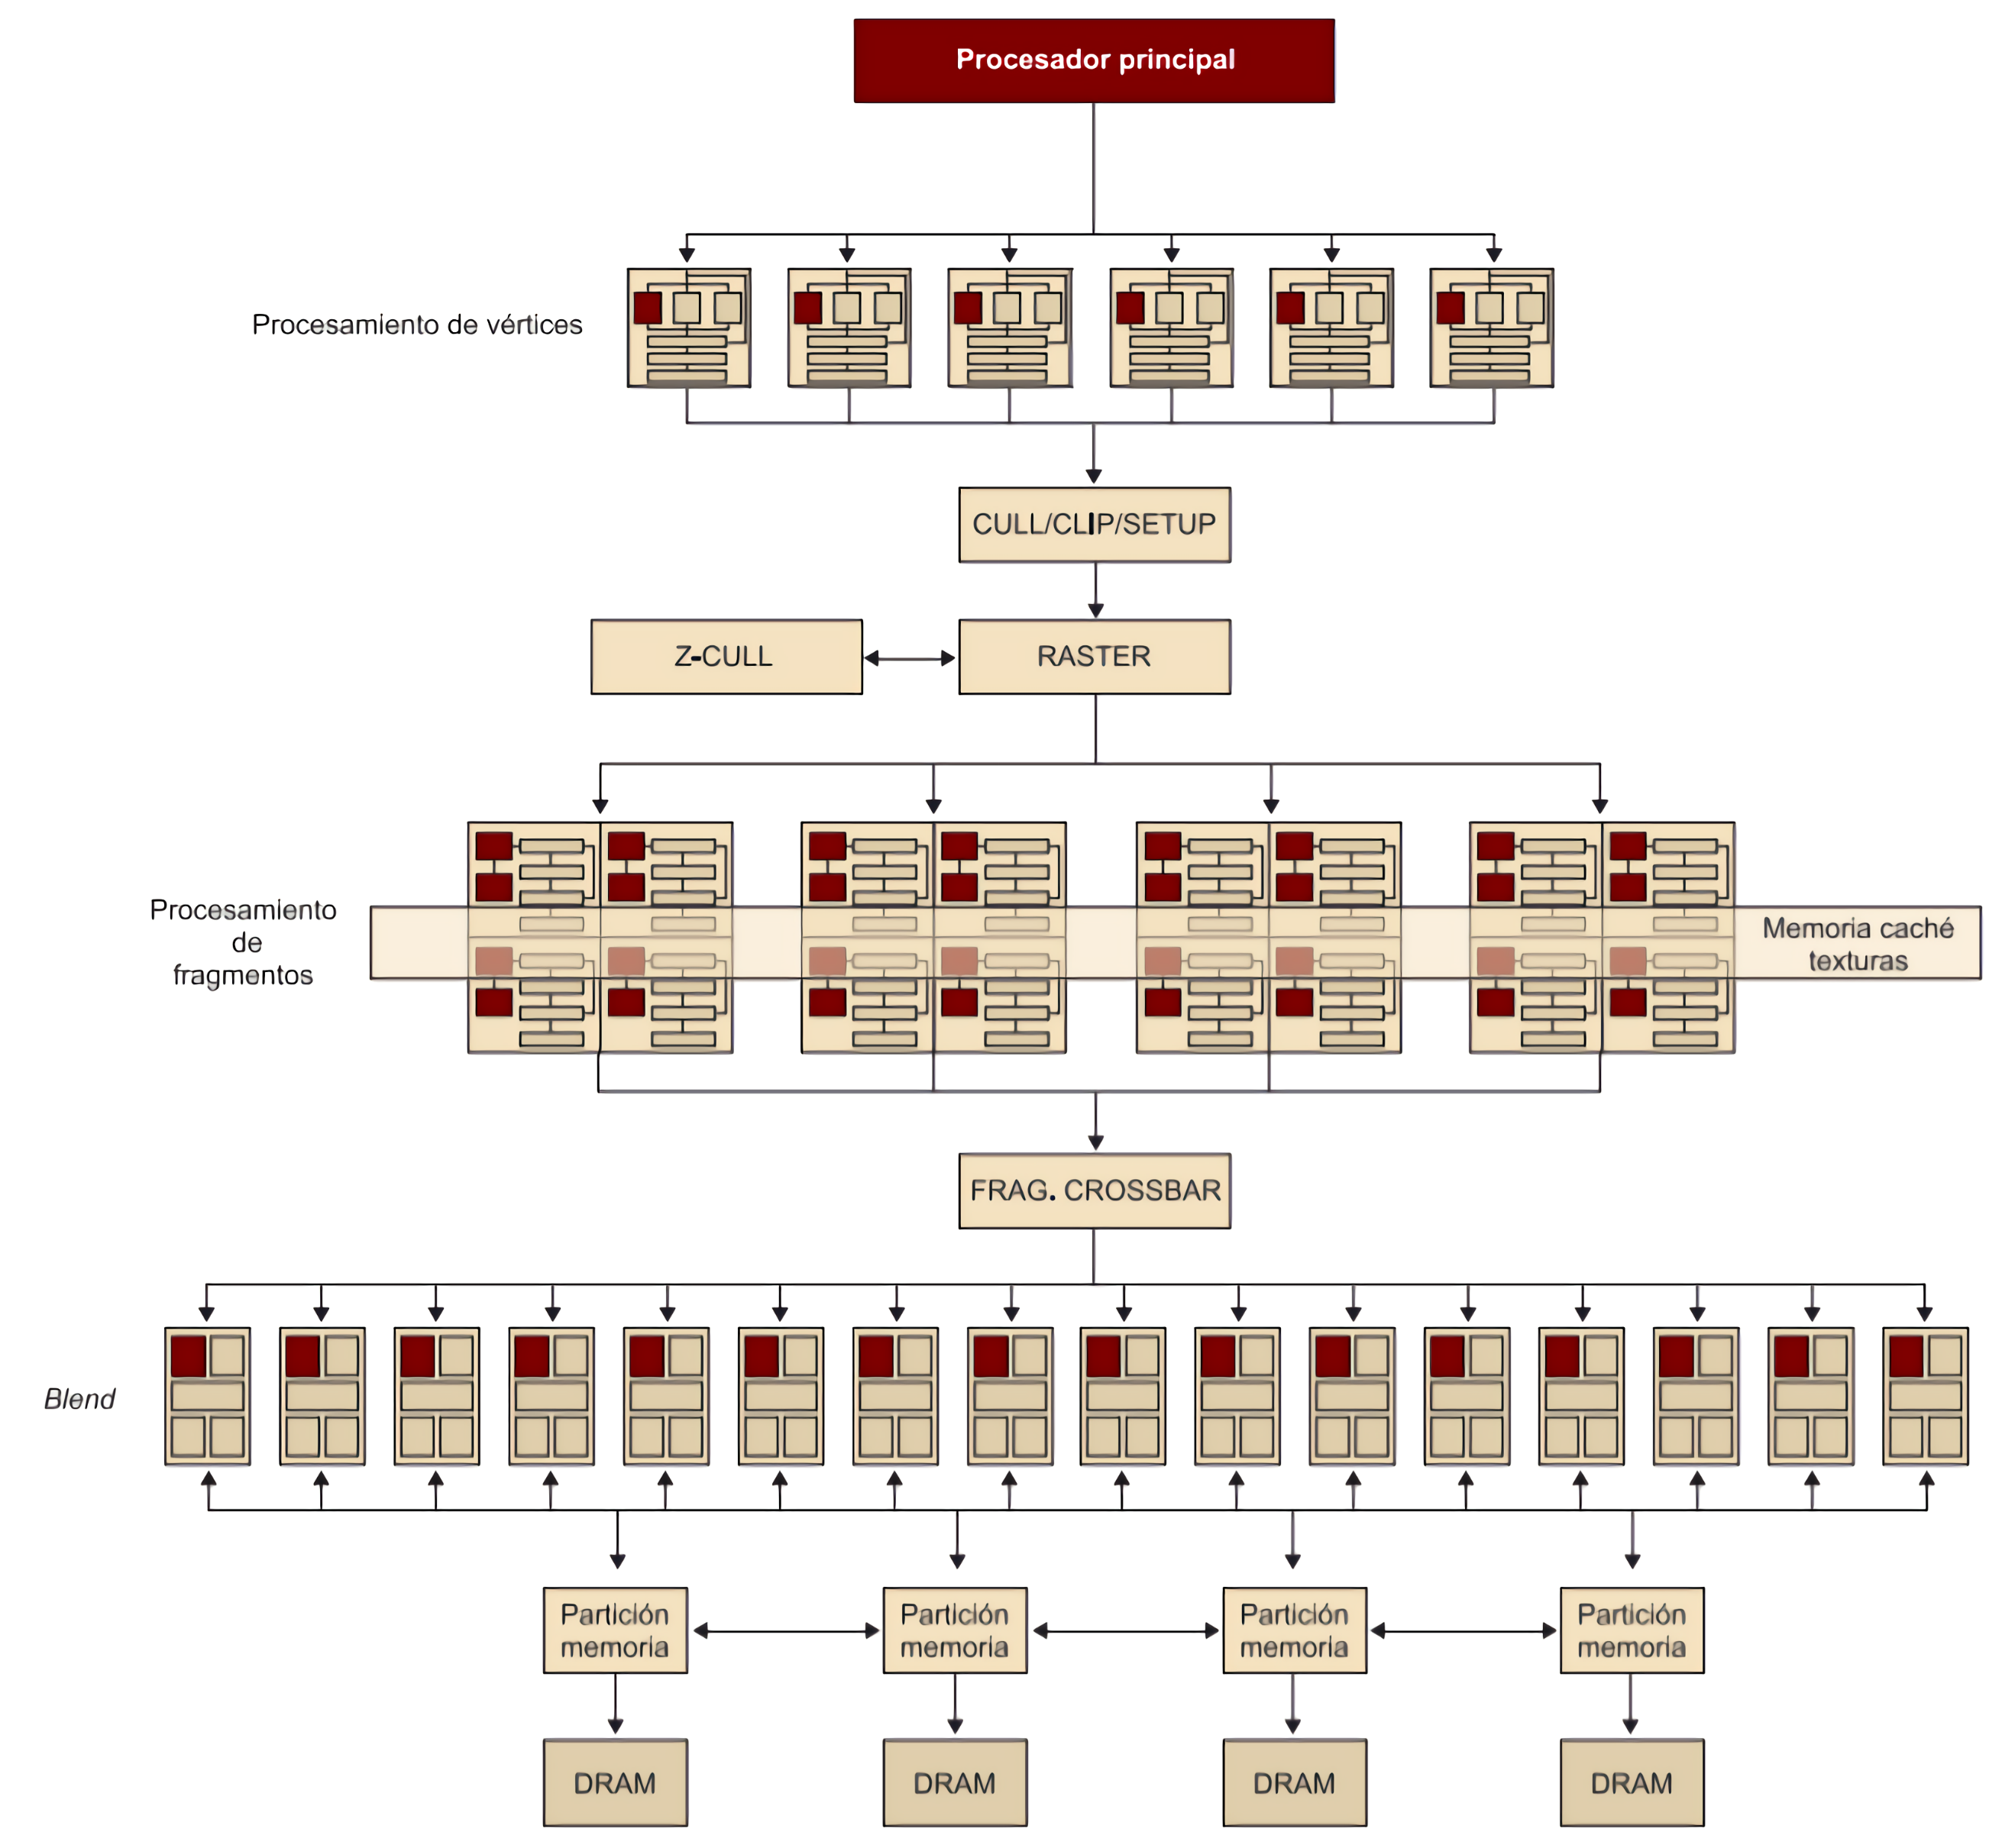 Procesador principal
Procesamiento de vértices
CULL/CLIP/SETUP
Z-CULL
RASTER
Procesamiento
de
fragmentos
Memoria caché
texturas
FRAG. CROSSBAR
Blend
Partición
memoria
Partición
memoria
Partición
memoria
Partición
memoria
DRAM
DRAM
DRAM
DRAM